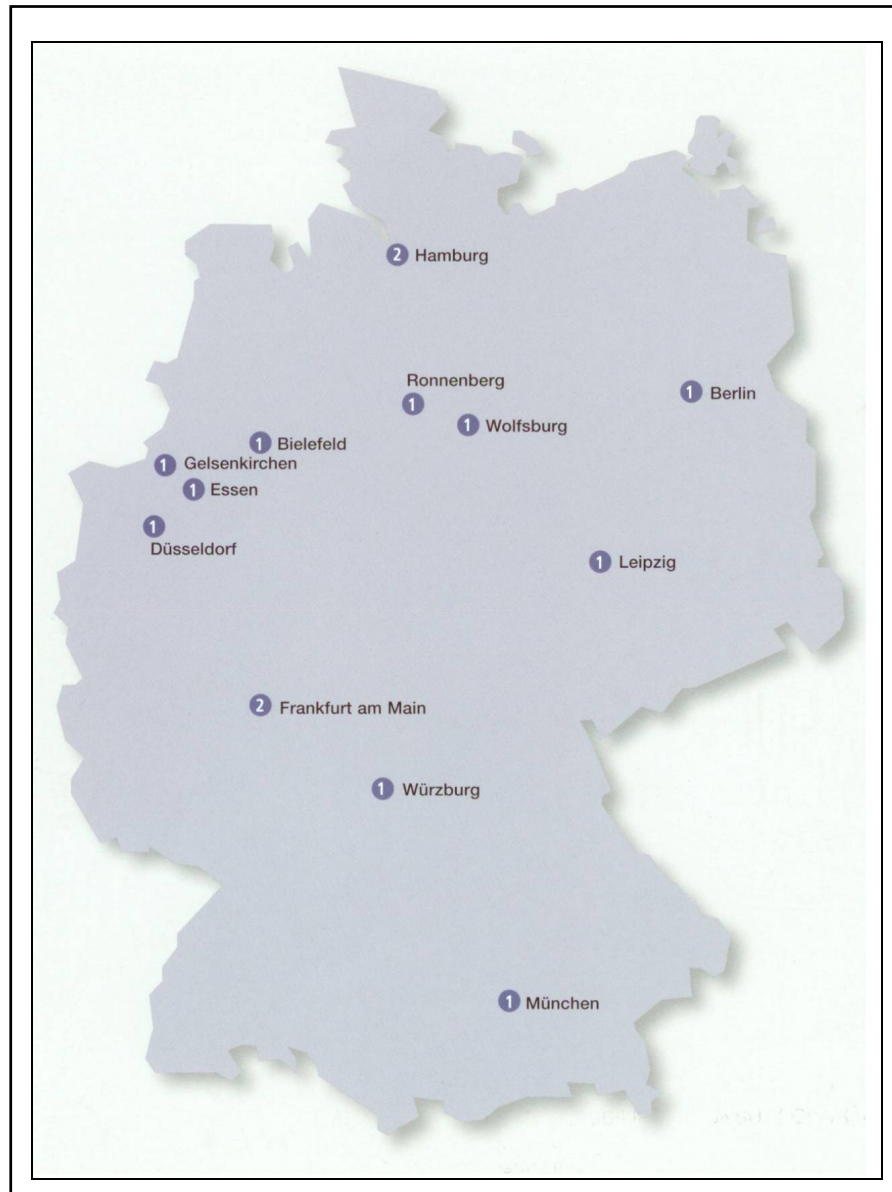 2 Hamburg
Ronnenberg
1
1 Berlin
1 Wolfsburg
1 Bielefeld
1 Gelsenkirchen
1 Essen
1
Düsseldorf
1 Leipzig
2 Frankfurt am Main
1 Würzburg
1 München